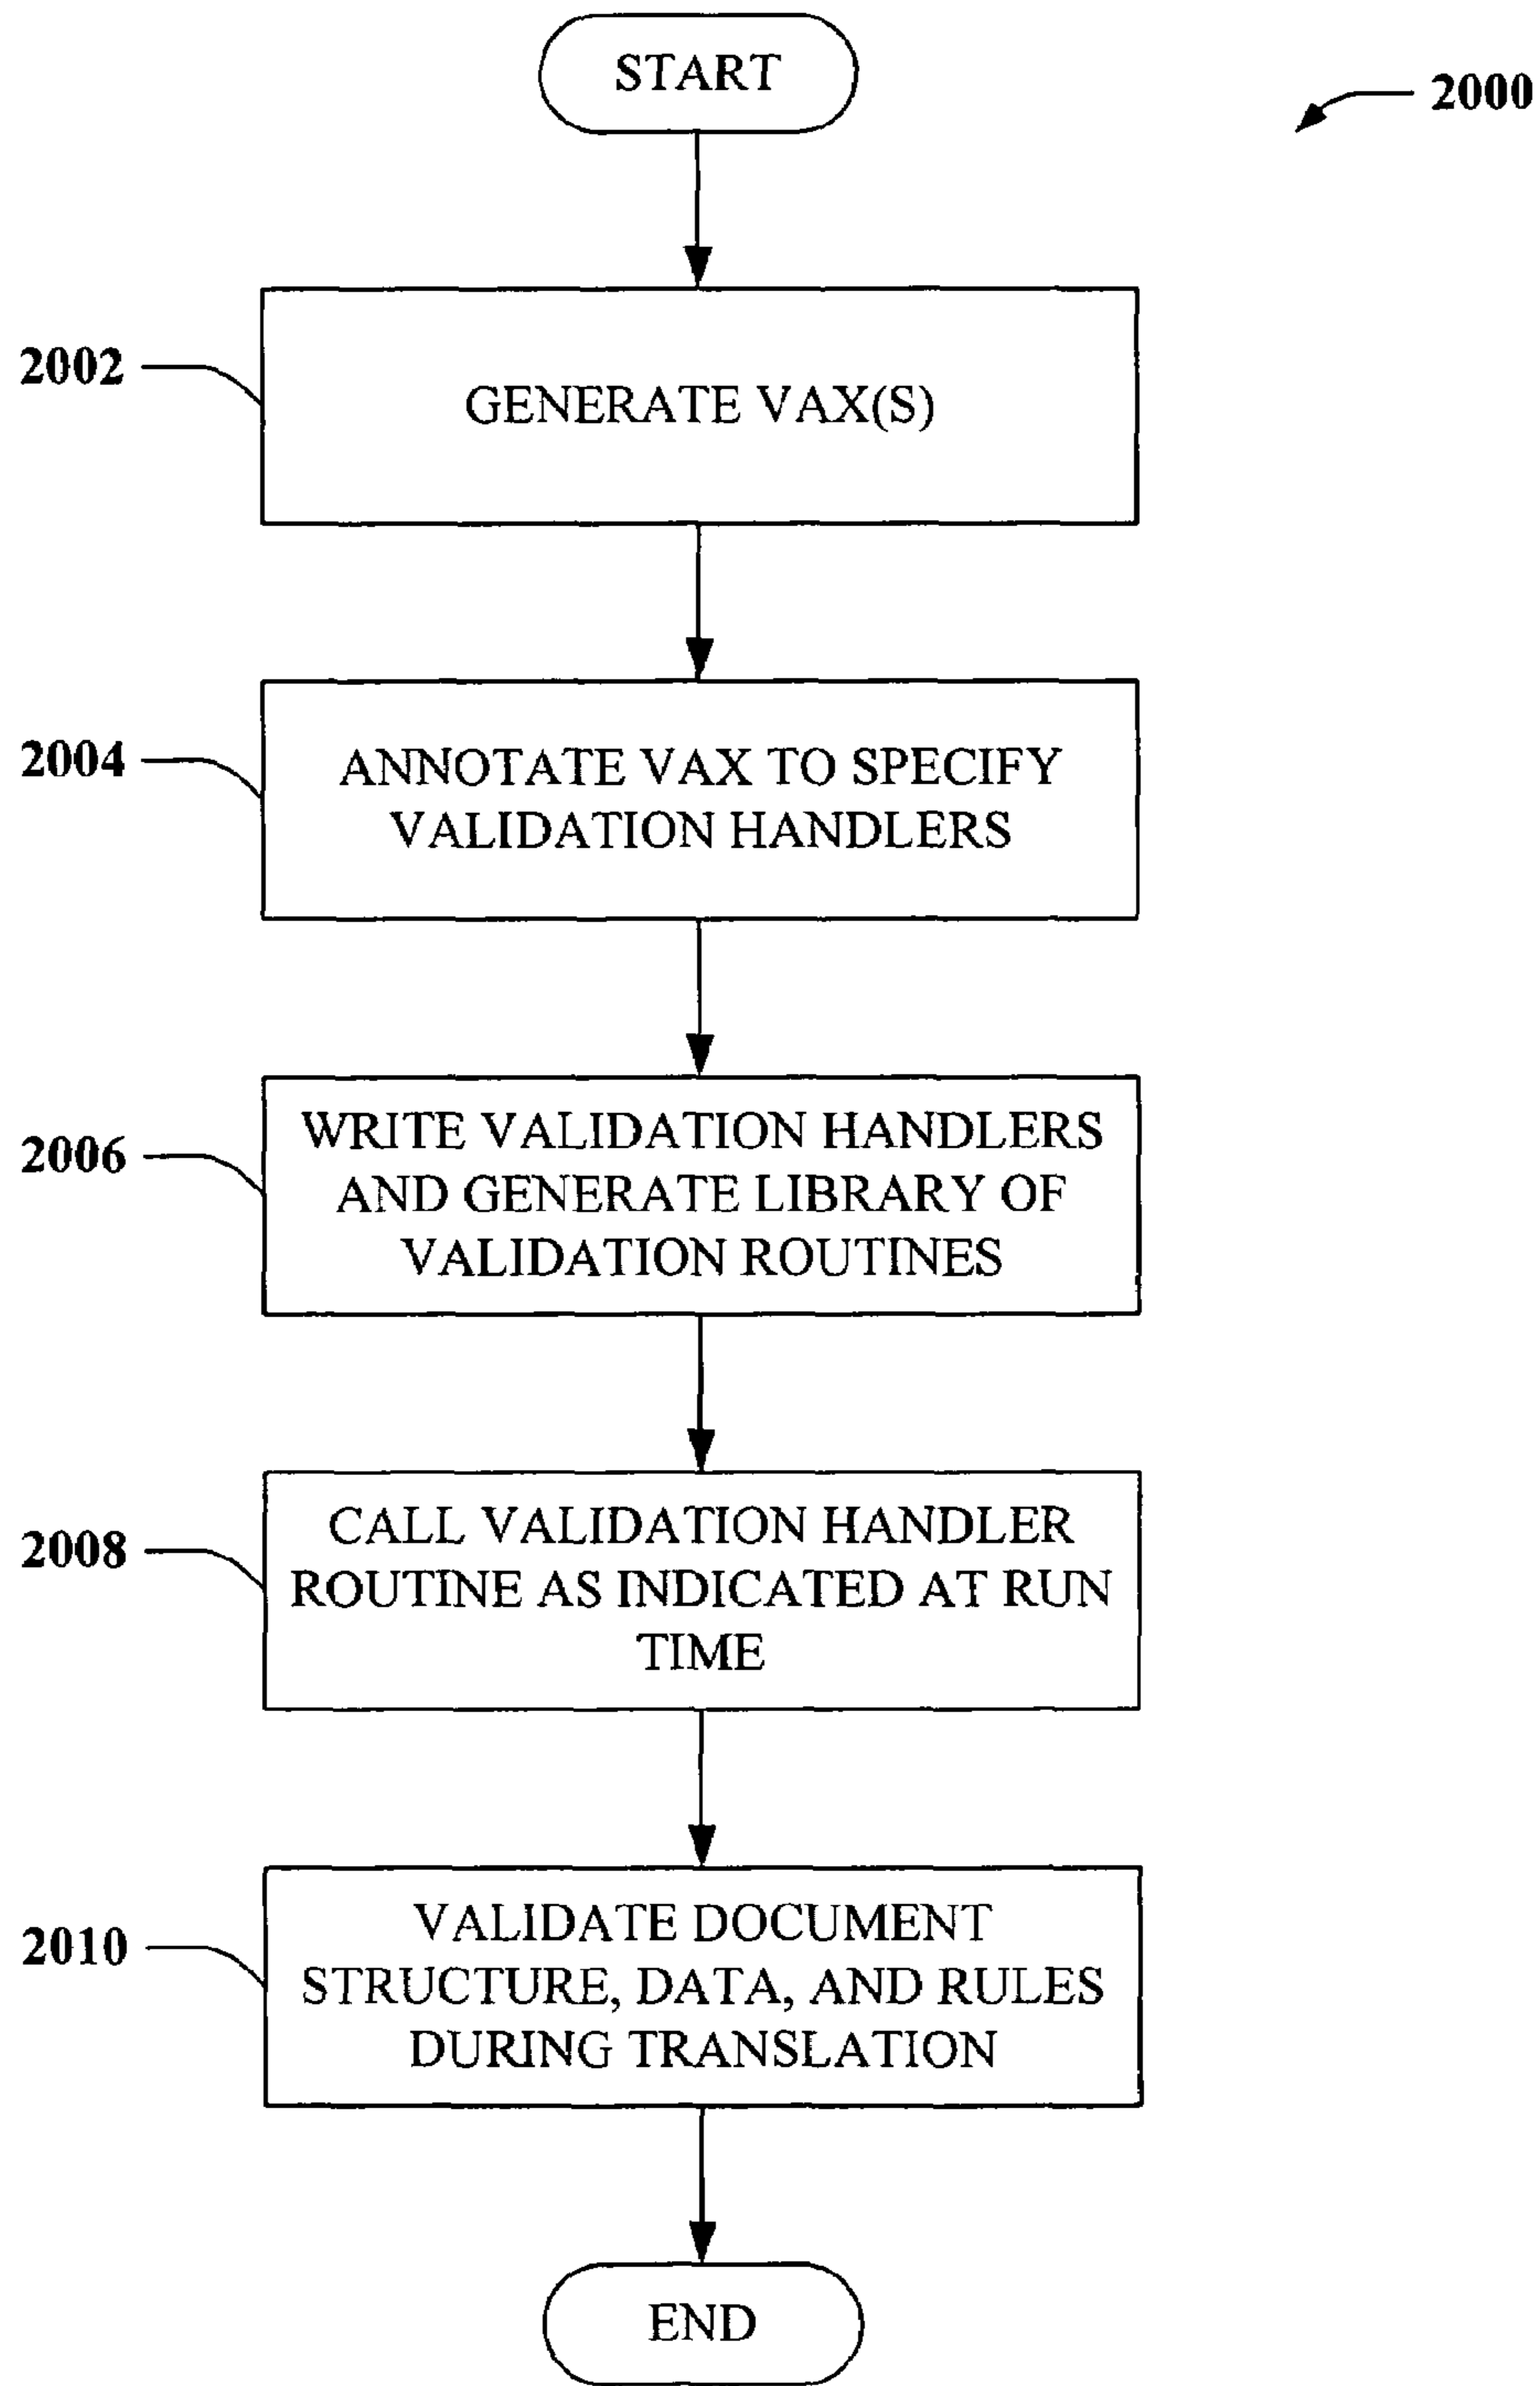 START
2000
2002
GENERATE VAX(S)
2004
ANNOTATE VAX TO SPECIFY
VALIDATION HANDLERS
2006
WRITE VALIDATION HANDLERS
AND GENERATE LIBRARY OF
VALIDATION ROUTINES
2008
CALL VALIDATION HANDLER
ROUTINE AS INDICATED AT RUN
TIME
2010
VALIDATE DOCUMENT
STRUCTURE, DATA, AND RULES
DURING TRANSLATION
END